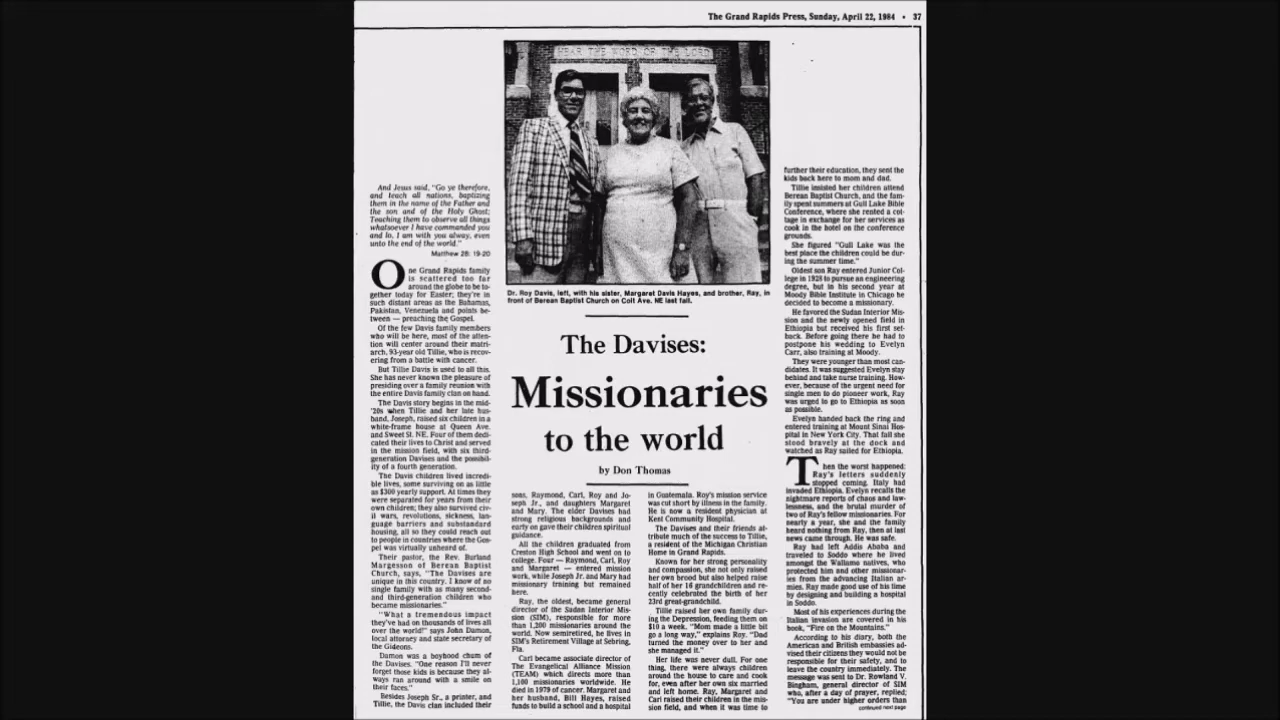 The Grand Rapids Press, Sunday, April 22, 1984 • 37
HEAR THE WORD OF THE LORD
Dr. Roy Davis, left, with his sister, Margaret Davis Hayes, and brother, Ray, in
front of Berean Baptist Church on Colt Ave. NE last fall.
The Davises:
Missionaries
to the world
by Don Thomas
And Jesus said, "Go ye therefore,
and teach all nations, baptizing
them in the name of the Father and
the son and of the Holy Ghost;
Teaching them to observe all things
whatsoever I have commanded you
and lo, I am with you alway, even
unto the end of the world."
Matthew 28: 19-20
One Grand Rapids family
is scattered too far
around the globe to be to-
gether today for Easter; they're in
such distant areas as the Bahamas,
Pakistan, Venezuela and points be-
tween — preaching the Gospel.
Of the few Davis family members
who will be here, most of the atten-
tion will center around their matri-
arch, 93-year old Tillie, who is recov-
ering from a battle with cancer.
But Tillie Davis is used to all this.
She has never known the pleasure of
presiding over a family reunion with
the entire Davis family clan on hand.
The Davis story begins in the mid-
'20s when Tillie and her late hus-
band, Joseph, raised six children in a
white-frame house at Queen Ave.
and Sweet St. NE. Four of them dedi-
cated their lives to Christ and served
in the mission field, with six third-
generation Davises and the possibil-
ity of a fourth generation.
The Davis children lived incredi-
ble lives, some surviving on as little
as $300 yearly support. At times they
were separated for years from their
own children; they also survived civ-
il wars, revolutions, sickness, lan-
guage barriers and substandard
housing, all so they could reach out
to people in countries where the Gos-
pel was virtually unheard of.
Their pastor, the Rev. Burland
Margesson of Berean Baptist
Church, says, "The Davises are
unique in this country. I know of no
single family with as many second-
and third-generation children who
became missionaries."
"What a tremendous impact
they've had on thousands of lives all
over the world!" says John Damon,
local attorney and state secretary of
the Gideons.
Damon was a boyhood chum of
the Davises. "One reason I'll never
forget those kids is because they al-
ways ran around with a smile on
their faces."
Besides Joseph Sr., a printer, and
Tillie, the Davis clan included their
sons, Raymond, Carl, Roy and Jo-
seph Jr., and daughters Margaret
and Mary. The elder Davises had
strong religious backgrounds and
early on gave their children spiritual
guidance.
All the children graduated from
Creston High School and went on to
college. Four — Raymond, Carl, Roy
and Margaret — entered mission
work, while Joseph Jr. and Mary had
missionary training but remained
here.
Ray, the oldest, became general
director of the Sudan Interior Mis-
sion (SIM), responsible for more
than 1,200 missionaries around the
world. Now semiretired, he lives in
SIM's Retirement Village at Sebring,
Fla.
Carl became associate director of
The Evangelical Alliance Mission
(TEAM) which directs more than
1,100 missionaries worldwide. He
died in 1979 of cancer. Margaret and
her husband, Bill Hayes, raised
funds to build a school and a hospital
in Guatemala. Roy's mission service
was cut short by illness in the family.
He is now a resident physician at
Kent Community Hospital.
The Davises and their friends at-
tribute much of the success to Tillie,
a resident of the Michigan Christian
Home in Grand Rapids.
Known for her strong personality
and compassion, she not only raised
her own brood but also helped raise
half of her 16 grandchildren and re-
cently celebrated the birth of her
23rd great-grandchild.
Tillie raised her own family dur-
ing the Depression, feeding them on
$10 a week. "Mom made a little bit
go a long way," explains Roy. "Dad
turned the money over to her and
she managed it."
Her life was never dull. For one
thing, there were always children
around the house to care and cook
for, even after her own six married
and left home. Ray, Margaret and
Carl raised their children in the mis-
sion field, and when it was time to
further their education, they sent the
kids back here to mom and dad.
Tillie insisted her children attend
Berean Baptist Church, and the fam-
ily spent summers at Gull Lake Bible
Conference, where she rented a cot-
tage in exchange for her services as
cook in the hotel on the conference
grounds.
She figured "Gull Lake was the
best place the children could be dur-
ing the summer time."
Oldest son Ray entered Junior Col-
lege in 1928 to pursue an engineering
degree, but in his second year at
Moody Bible Institute in Chicago he
decided to become a missionary.
He favored the Sudan Interior Mis-
sion and the newly opened field in
Ethiopia but received his first set-
back. Before going there he had to
postpone his wedding to Evelyn
Carr, also training at Moody.
They were younger than most can-
didates. It was suggested Evelyn stay
behind and take nurse training. How-
ever, because of the urgent need for
single men to do pioneer work, Ray
was urged to go to Ethiopia as soon
as possible.
Evelyn handed back the ring and
entered training at Mount Sinai Hos-
pital in New York City. That fall she
stood bravely at the dock and
watched as Ray sailed for Ethiopia.
Then the worst happened:
Ray's letters suddenly
stopped coming. Italy had
invaded Ethiopia. Evelyn recalls the
nightmare reports of chaos and law-
lessness, and the brutal murder of
two of Ray's fellow missionaries. For
nearly a year, she and the family
heard nothing from Ray, then at last
news came through. He was safe.
Ray had left Addis Ababa and
traveled to Soddo where he lived
amongst the Wallamo natives, who
protected him and other missionar-
ies from the advancing Italian ar-
mies. Ray made good use of his time
by designing and building a hospital
in Soddo.
Most of his experiences during the
Italian invasion are covered in his
book, "Fire on the Mountains."
According to his diary, both the
American and British embassies ad-
vised their citizens they would not be
responsible for their safety, and to
leave the country immediately. The
message was sent to Dr. Rowland V.
Bingham, general director of SIM
who, after a day of prayer, replied;
"You are under higher orders than
continued next page